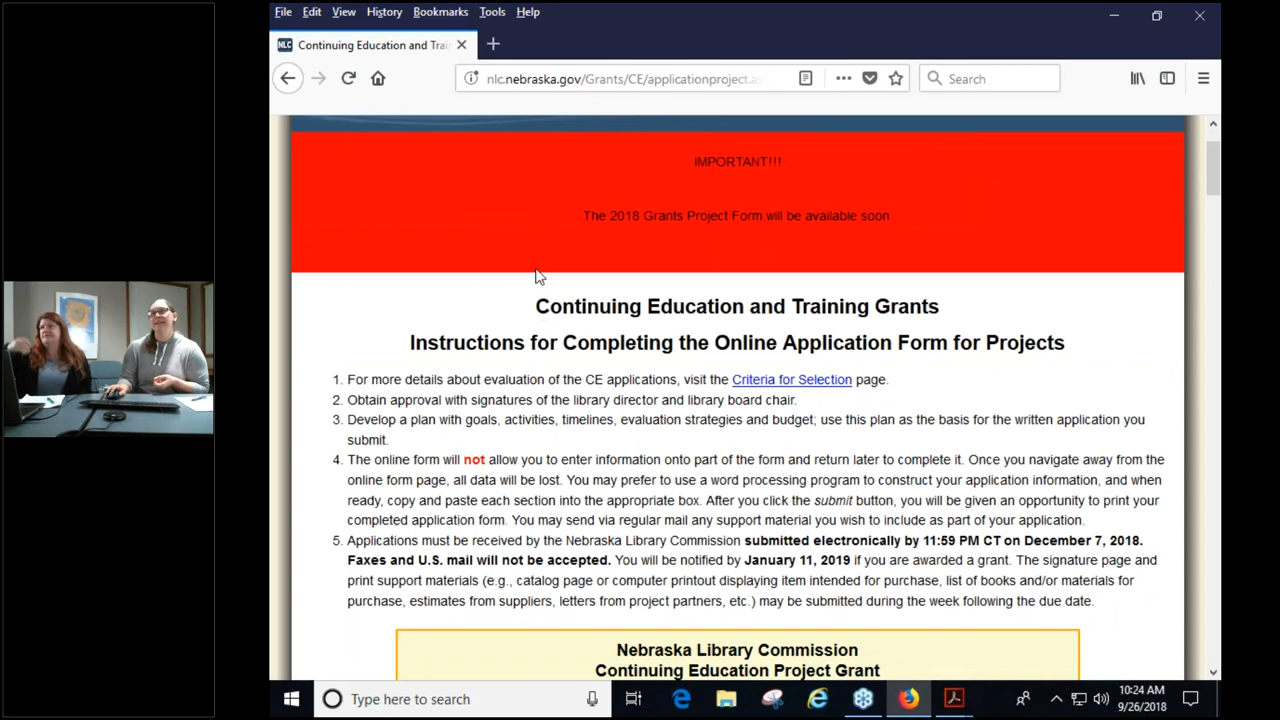 File Edit View History Bookmarks Tools Help
NLC Continuing Education and Trai
nlc.nebraska.gov/Grants/CE/applicationproject.as
Search
IMPORTANT!!!
The 2018 Grants Project Form will be available soon
Continuing Education and Training Grants
Instructions for Completing the Online Application Form for Projects
1. For more details about evaluation of the CE applications, visit the Criteria for Selection page.
2. Obtain approval with signatures of the library director and library board chair.
3. Develop a plan with goals, activities, timelines, evaluation strategies and budget; use this plan as the basis for the written application you
submit.
4. The online form will not allow you to enter information onto part of the form and return later to complete it. Once you navigate away from the
online form page, all data will be lost. You may prefer to use a word processing program to construct your application information, and when
ready, copy and paste each section into the appropriate box. After you click the submit button, you will be given an opportunity to print your
completed application form. You may send via regular mail any support material you wish to include as part of your application.
5. Applications must be received by the Nebraska Library Commission submitted electronically by 11:59 PM CT on December 7, 2018.
Faxes and U.S. mail will not be accepted. You will be notified by January 11, 2019 if you are awarded a grant. The signature page and
print support materials (e.g., catalog page or computer printout displaying item intended for purchase, list of books and/or materials for
purchase, estimates from suppliers, letters from project partners, etc.) may be submitted during the week following the due date.
Nebraska Library Commission
Continuing Education Project Grant
Type here to search
10:24 AM
9/26/2018